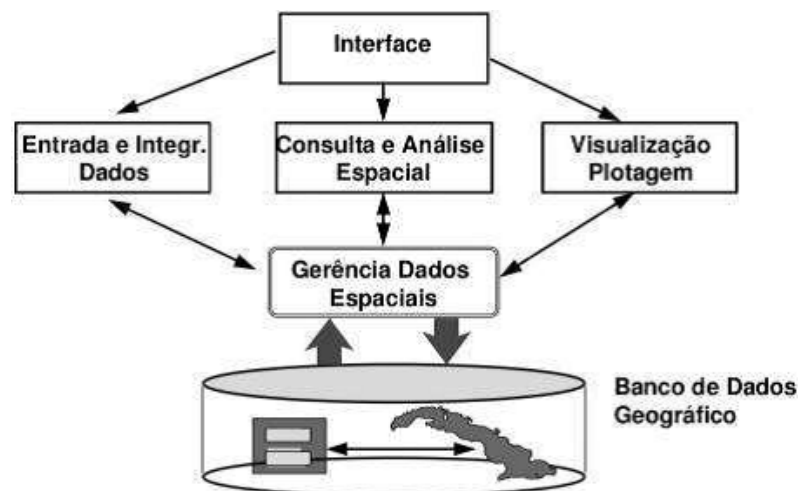 Interface
Entrada e Integr.
Dados
Consulta e Análise
Espacial
Visualização
Plotagem
Gerência Dados
Espaciais
Banco de Dados
Geográfico